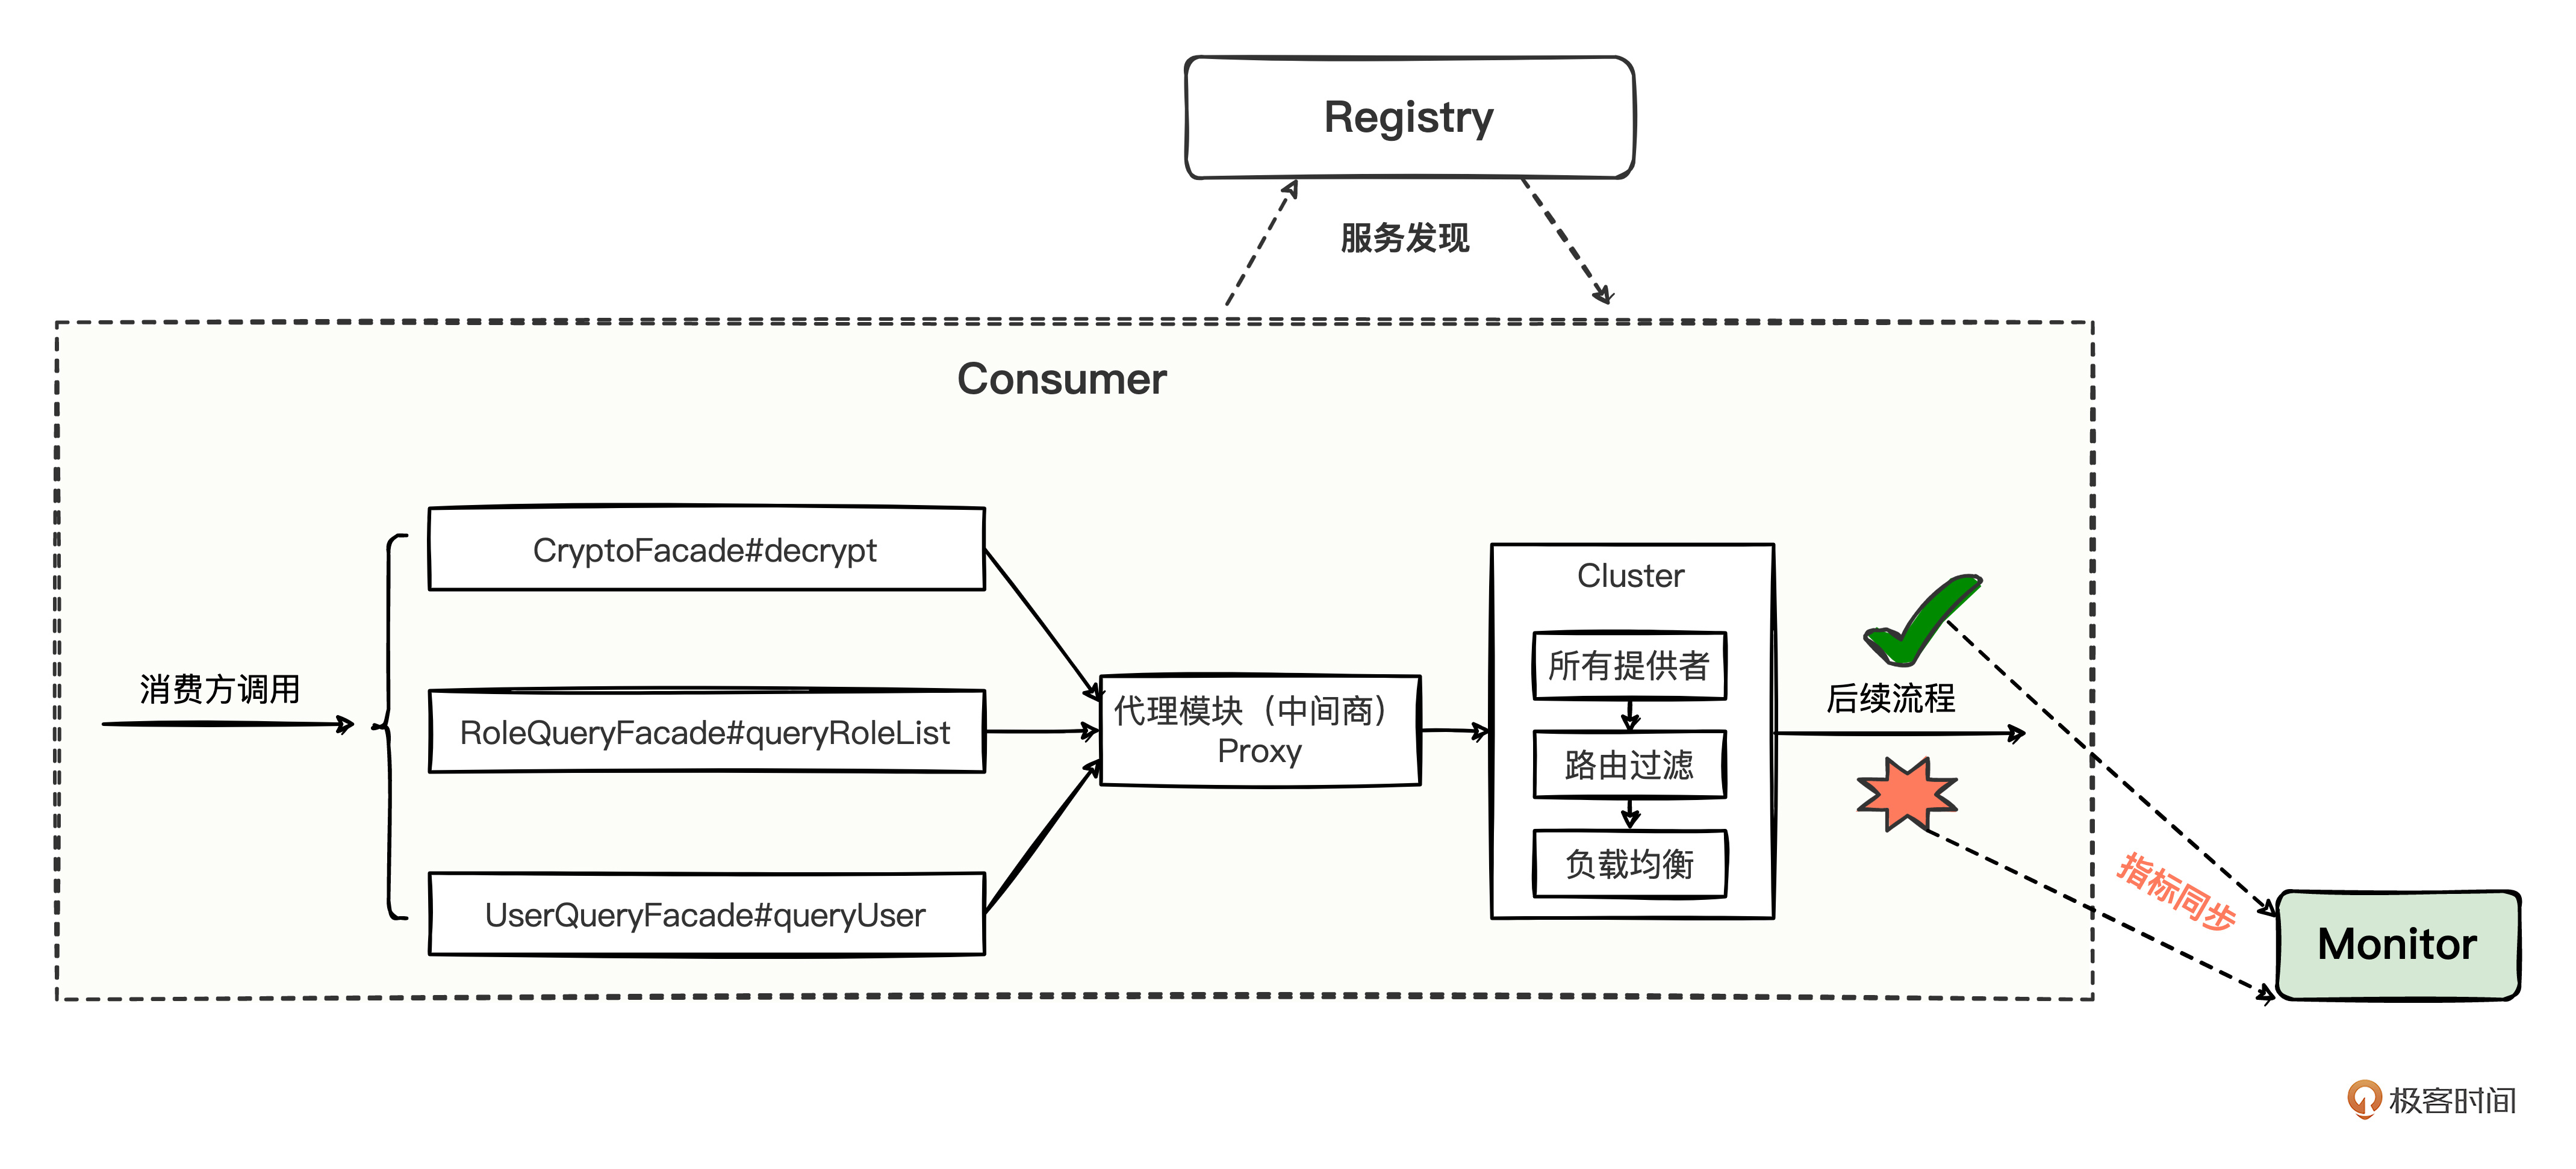 Registry
服务发现
Consumer
消费方调用
CryptoFacade#decrypt
RoleQueryFacade#queryRoleList
UserQueryFacade#queryUser
代理模块（中间商）
Proxy
Cluster
所有提供者
路由过滤
负载均衡
后续流程
指标同步
Monitor
极客时间